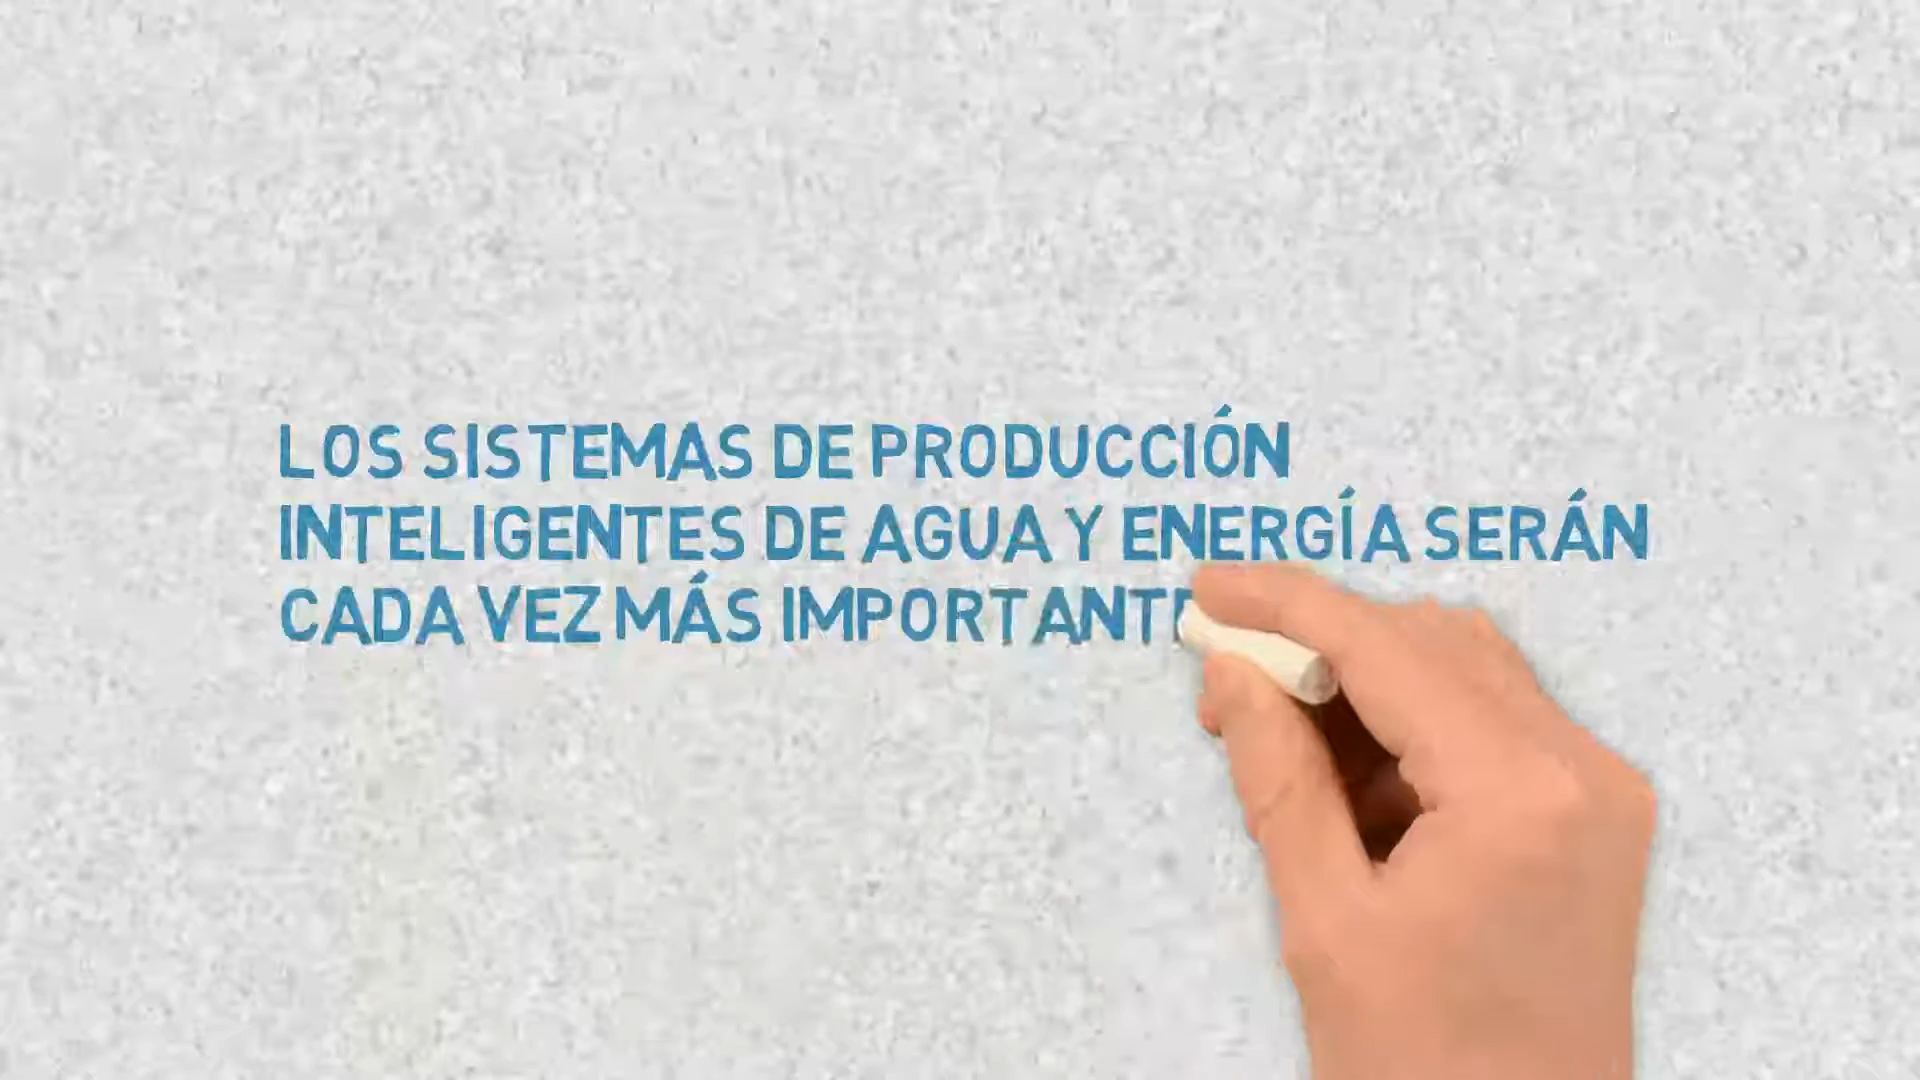 LOS SISTEMAS DE PRODUCCIÓN
INTELIGENTES DE AGUA Y ENERGÍA SERÁN
CADA VEZ MÁS IMPORTANT